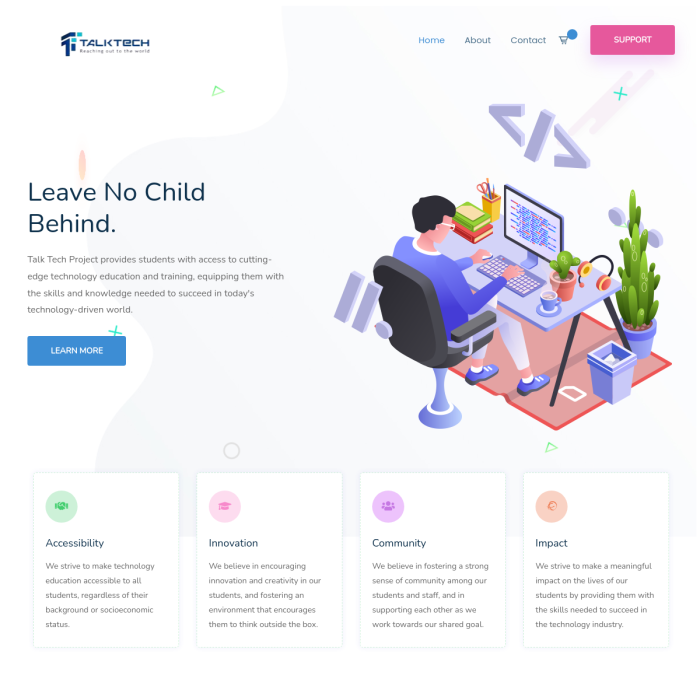 TALKTECH
Reaching out to the world
Home About Contact SUPPORT
Leave No Child
Behind.
Talk Tech Project provides students with access to cutting-
edge technology education and training, equipping them with
the skills and knowledge needed to succeed in today's
technology-driven world.
LEARN MORE
Accessibility
We strive to make technology
education accessible to all
students, regardless of their
background or socioeconomic
status.
Innovation
We believe in encouraging
innovation and creativity in our
students, and fostering an
environment that encourages
them to think outside the box.
Community
We believe in fostering a strong
sense of community among our
students and staff, and in
supporting each other as we
work towards our shared goal.
Impact
We strive to make a meaningful
impact on the lives of our
students by providing them with
the skills needed to succeed in
the technology industry.